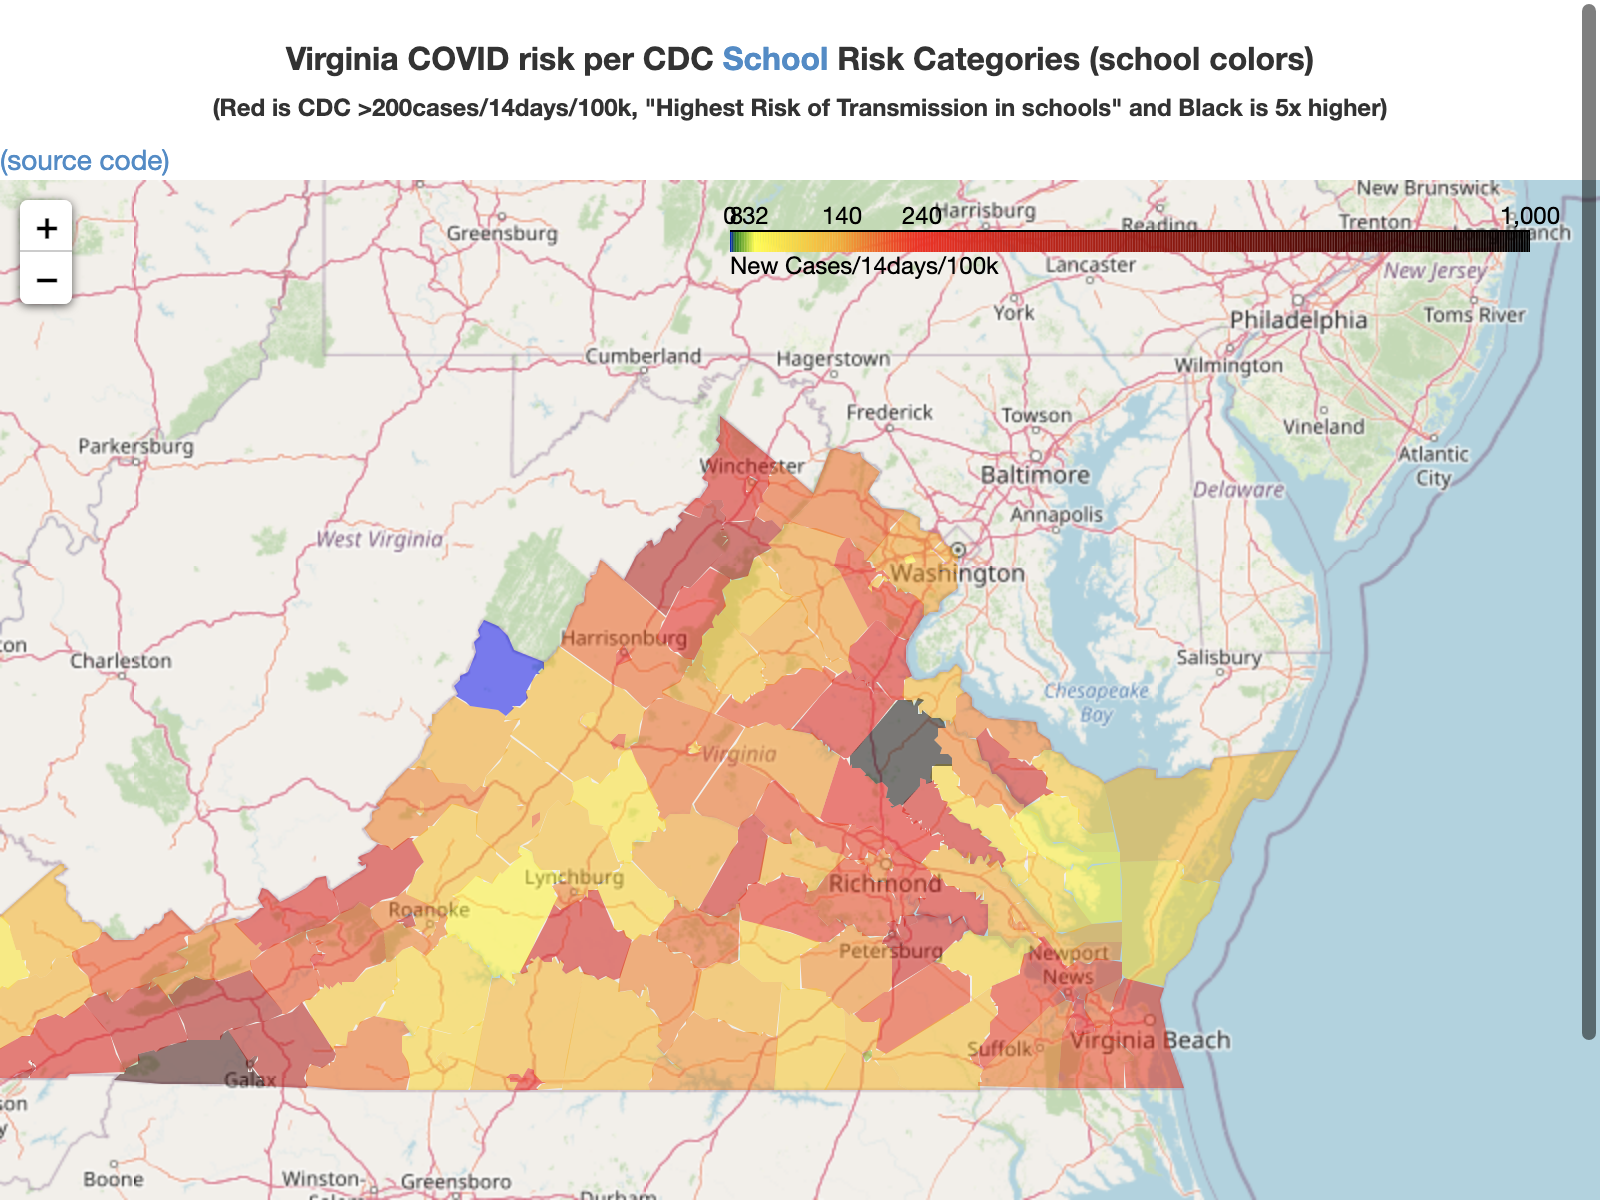 Virginia COVID risk per CDC School Risk Categories (school colors)
(Red is CDC >200cases/14days/100k, "Highest Risk of Transmission in schools" and Black is 5x higher)
(source code)
+
−
0 8 32 140 240 1,000
New Cases/14days/100k
New Brunswick
Harrisburg
Reading
Trenton
Branch
Greensburg
Lancaster
New Jersey
York
Philadelphia
Toms River
Cumberland
Hagerstown
Wilmington
Frederick
Towson
Vineland
Parkersburg
Winchester
Baltimore
Atlantic
City
Delaware
Annapolis
West Virginia
Washington
Harrisonburg
Charleston
Salisbury
Chesapeake
Bay
Virginia
Lynchburg
Richmond
Roanoke
Petersburg
Newport
News
Suffolk
Virginia Beach
Galax
Boone
Winston-
Greensboro
Durham